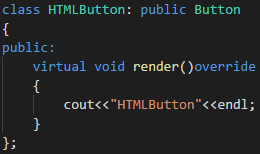 class HTMLButton: public Button
{
public:
    virtual void render()override
    {
        cout<<"HTMLButton"<<endl;
    }
};